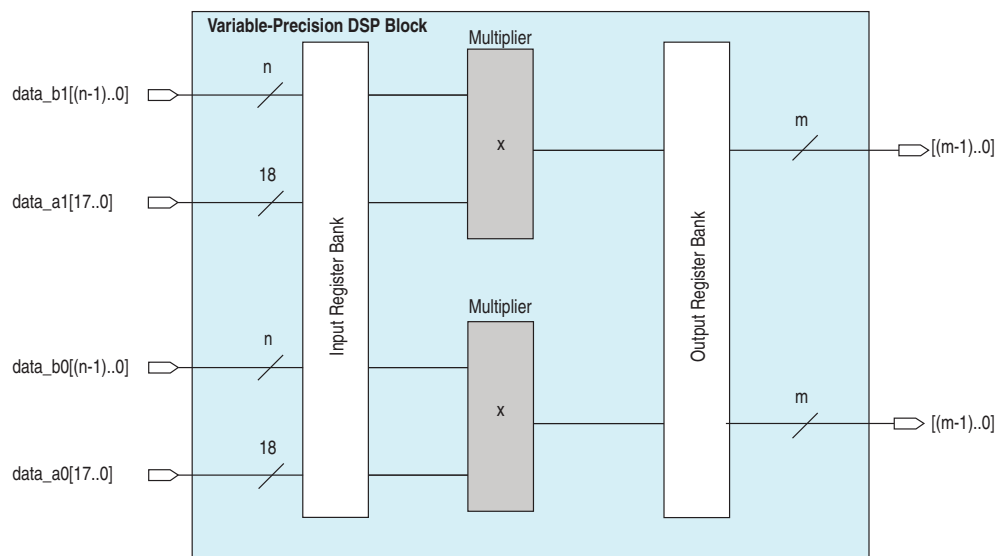 Variable-Precision DSP Block
Multiplier
n
data_b1[(n-1)..0]
m
[(m-1)..0]
x
18
data_a1[17..0]
Input Register Bank
Output Register Bank
Multiplier
n
data_b0[(n-1)..0]
x
m
[(m-1)..0]
18
data_a0[17..0]